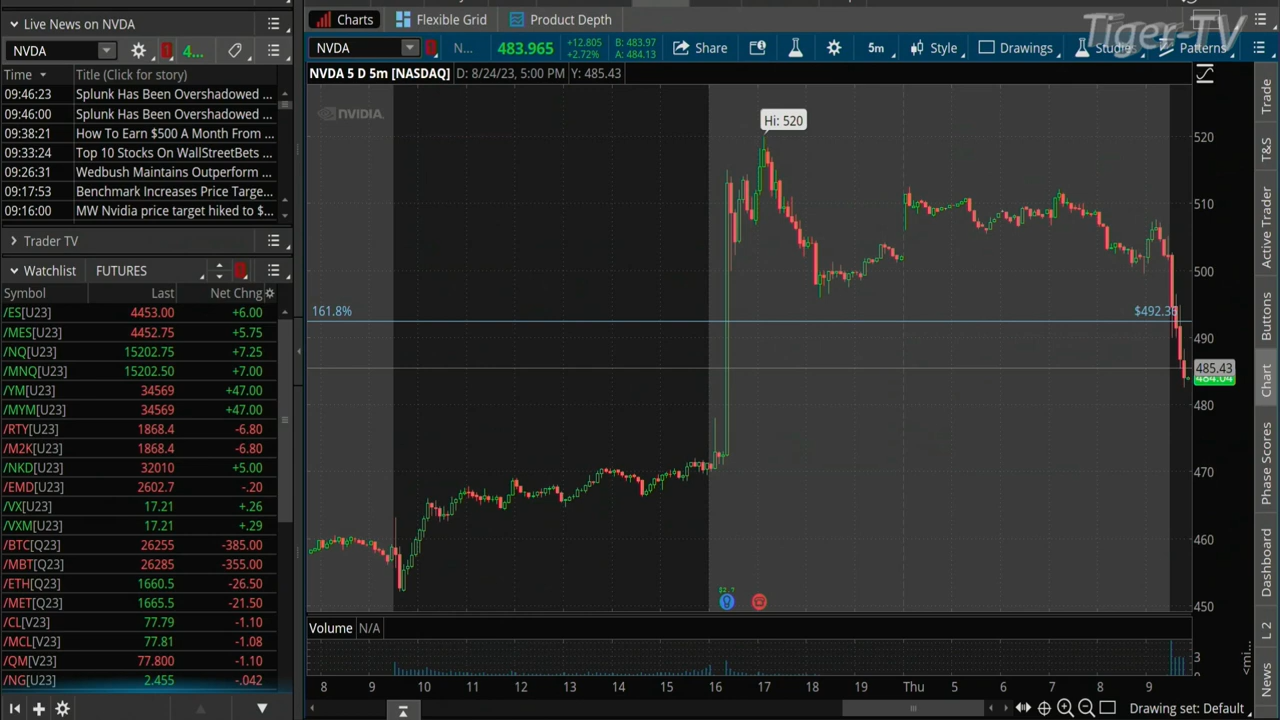 Live News on NVDA
NVDA
4...
Time
Title (Click for story)
09:46:23 Splunk Has Been Overshadowed ...
09:46:00 Splunk Has Been Overshadowed ...
09:38:21 How To Earn $500 A Month From ...
09:33:24 Top 10 Stocks On WallStreetBets ...
09:26:31 Wedbush Maintains Outperform ...
09:17:53 Benchmark Increases Price Targe...
09:16:00 MW Nvidia price target hiked to $...
Trader TV
Watchlist
FUTURES
Symbol Last Net Chng
/ES[U23] 4453.00 +6.00
/MES[U23] 4452.75 +5.75
/NQ[U23] 15202.75 +7.25
/MNQ[U23] 15202.50 +7.00
/YM[U23] 34569 +47.00
/MYM[U23] 34569 +47.00
/RTY[U23] 1868.4 -6.80
/M2K[U23] 1868.4 -6.80
/NKD[U23] 32010 +5.00
/EMD[U23] 2602.7 -.20
/VX[U23] 17.21 +.26
/VXM[U23] 17.21 +.29
/BTC[Q23] 26255 -385.00
/MBT[Q23] 26285 -355.00
/ETH[Q23] 1660.5 -26.50
/MET[Q23] 1665.5 -21.50
/CL[V23] 77.79 -1.10
/MCL[V23] 77.81 -1.08
/QM[V23] 77.800 -1.10
/NG[U23] 2.455 -.042
Charts
Flexible Grid
Product Depth
Tiger-TV
NVDA
N...
483.965
+12.805
+2.72%
B: 483.97
A: 484.13
Share
5m
Style
Drawings
Studies
Patterns
NVDA 5 D 5m [NASDAQ]
D: 8/24/23, 5:00 PM
Y: 485.43
NVIDIA.
Hi: 520
161.8%
520
510
500
490
485.43
484.04
480
470
460
450
Volume
N/A
3
8 9 10 11 12 13 14 15 16 17 18 19 Thu 5 6 7 8 9
Drawing set: Default
Trade
T&S
Active Trader
Buttons
Chart
Phase Scores
Dashboard
L 2
News